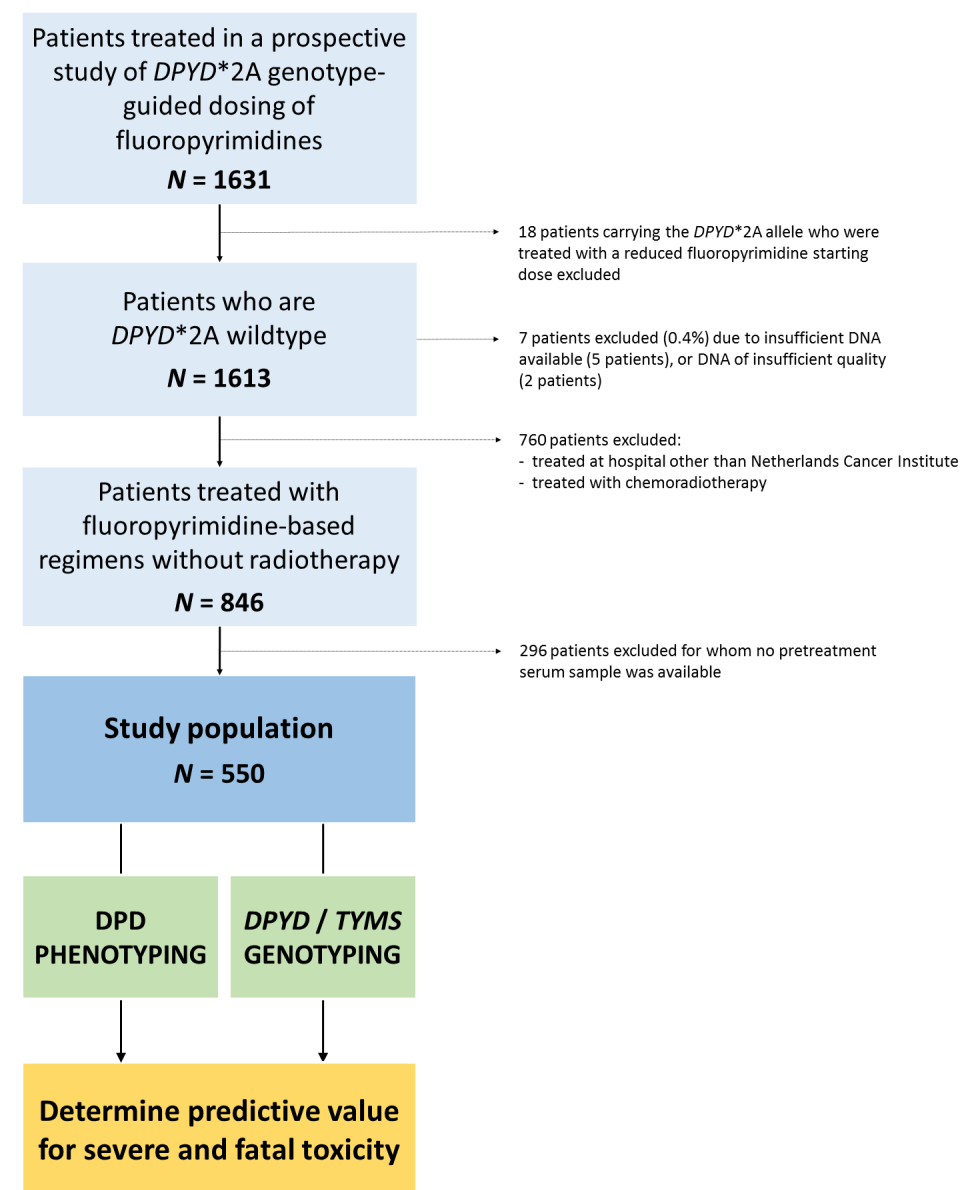 Patients treated in a prospective
study of DPYD*2A genotype-
guided dosing of
fluoropyrimidines
N = 1631
18 patients carrying the DPYD*2A allele who were
treated with a reduced fluoropyrimidine starting
dose excluded
Patients who are
DPYD*2A wildtype
N = 1613
7 patients excluded (0.4%) due to insufficient DNA
available (5 patients), or DNA of insufficient quality
(2 patients)
760 patients excluded:
- treated at hospital other than Netherlands Cancer Institute
- treated with chemoradiotherapy
Patients treated with
fluoropyrimidine-based
regimens without radiotherapy
N = 846
296 patients excluded for whom no pretreatment
serum sample was available
Study population
N = 550
DPD
PHENOTYPING
DPYD / TYMS
GENOTYPING
Determine predictive value
for severe and fatal toxicity